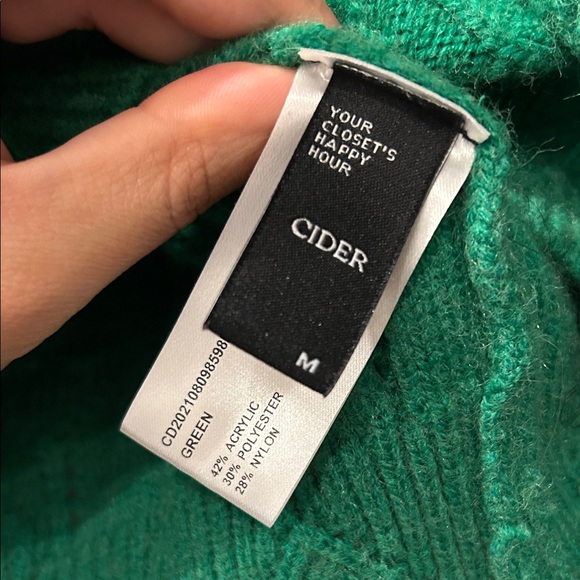 YOUR
CLOSET'S
HAPPY
HOUR
CIDER
M
CD202108098598
GREEN
42% ACRYLIC
30% POLYESTER
28% NYLON